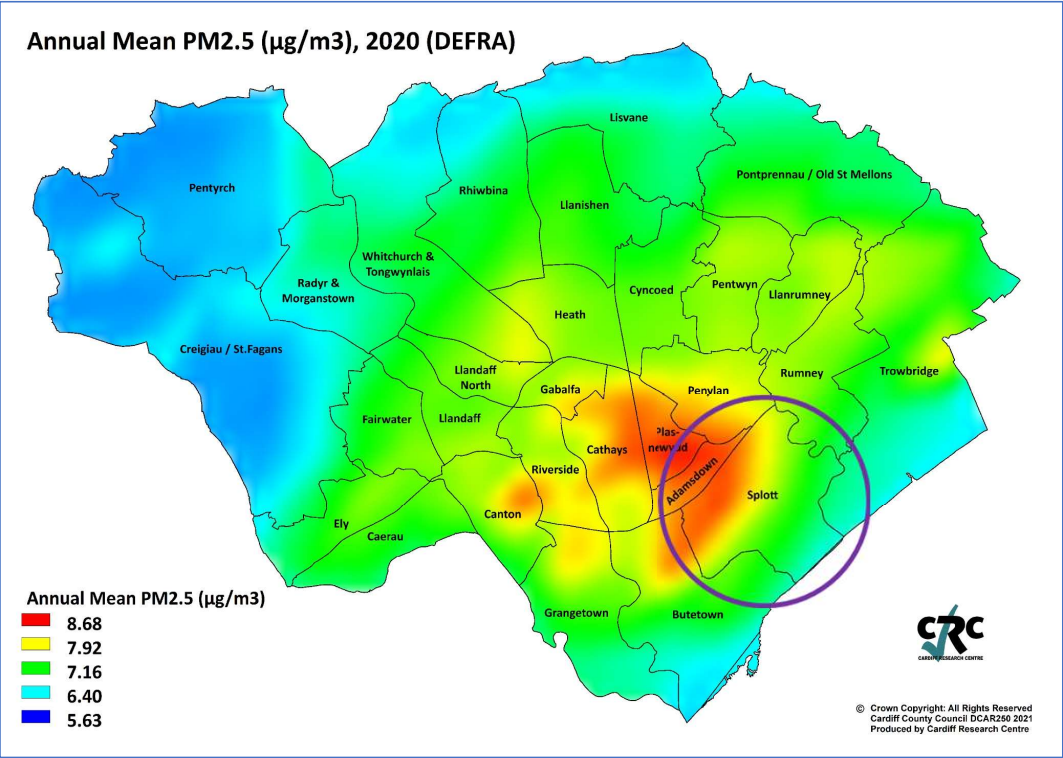 Annual Mean PM2.5 (µg/m3), 2020 (DEFRA)
Lisvane
Pontprennau / Old St Mellons
Pentyrch
Rhiwbina
Llanishen
Whitchurch &
Tongwynlais
Radyr &
Morganstown
Cyncoed
Pentwyn
Llanrumney
Heath
Creigiau / St.Fagans
Llandaff
North
Gabalfa
Penylan
Rumney
Trowbridge
Fairwater
Llandaff
Plas-
newydd
Cathays
Riverside
Adamsdown
Splott
Canton
Ely
Caerau
Grangetown
Butetown
Annual Mean PM2.5 (µg/m3)
8.68
7.92
7.16
6.40
5.63
CRC
CARDIFF RESEARCH CENTRE
© Crown Copyright: All Rights Reserved
Cardiff County Council DCAR250 2021
Produced by Cardiff Research Centre